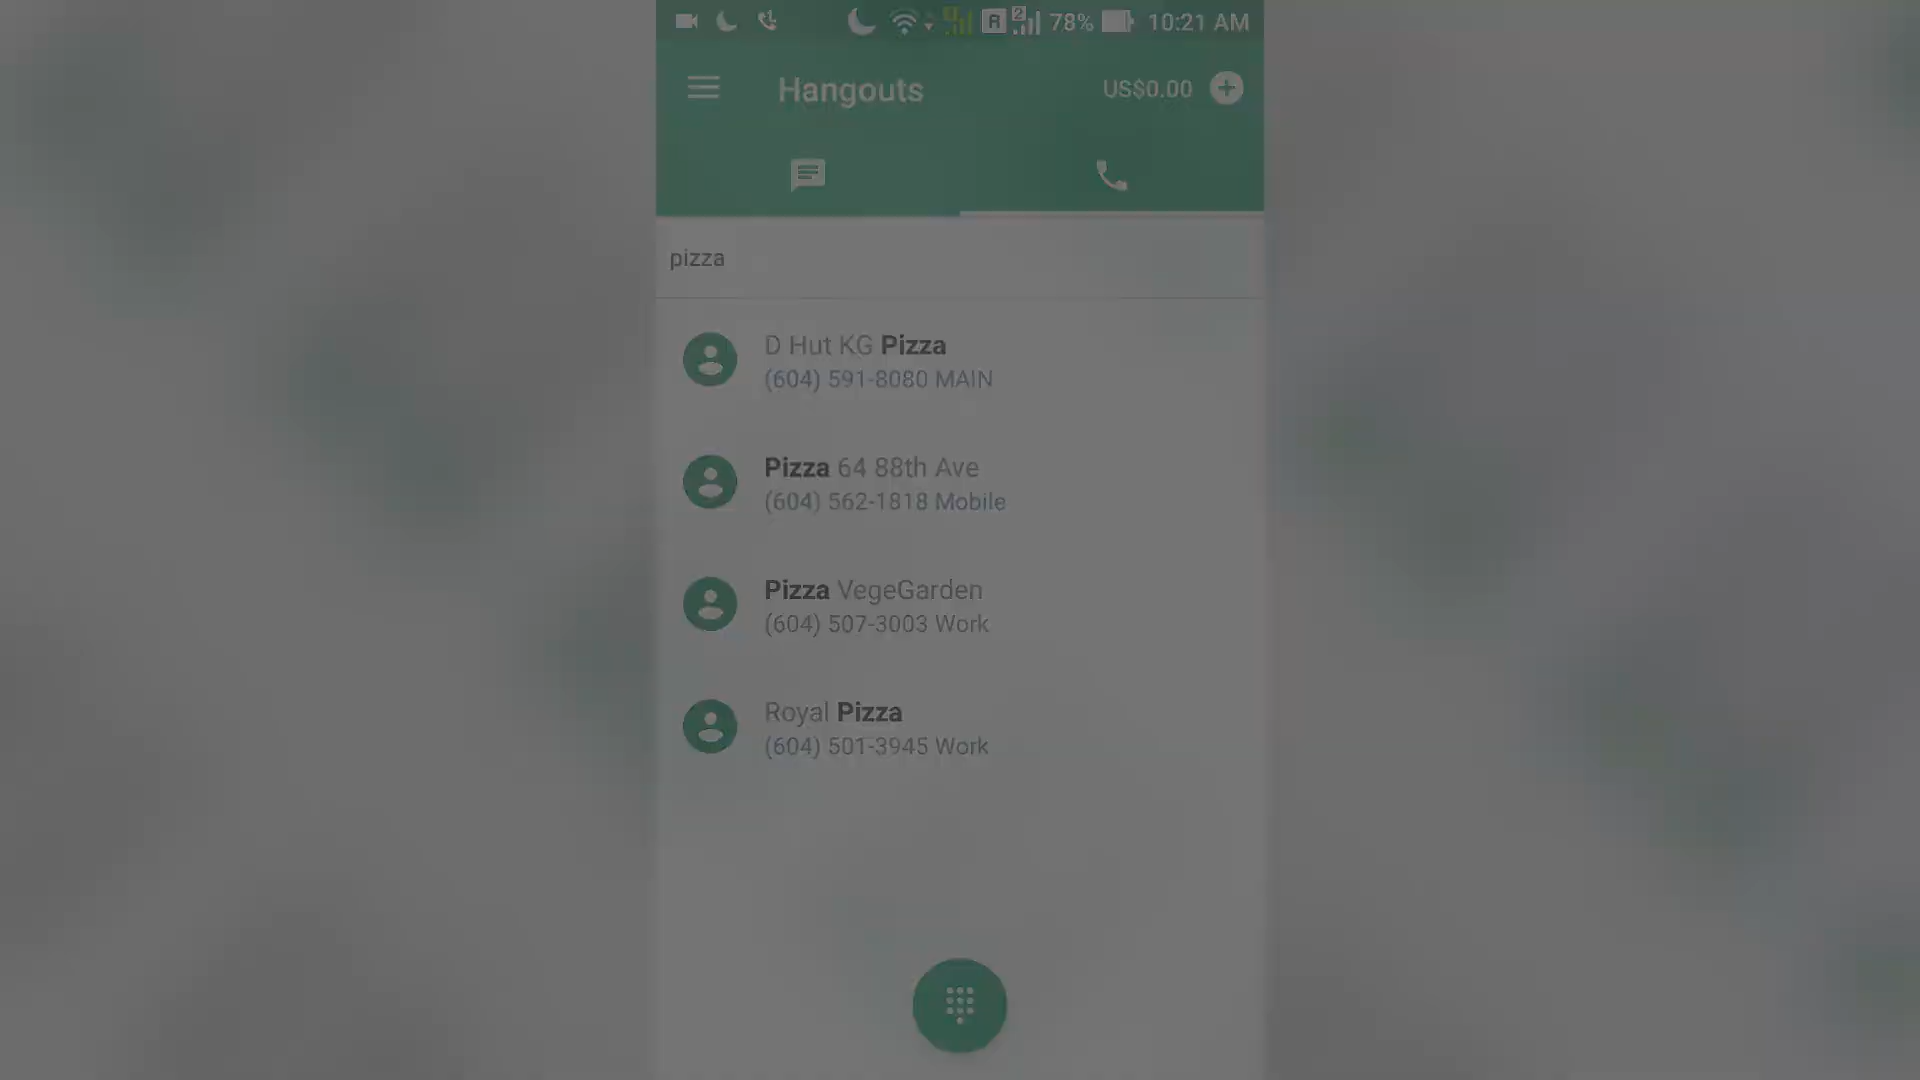 R 2 78% 10:21 AM
Hangouts US$0.00
pizza
D Hut KG Pizza
(604) 591-8080 MAIN
Pizza 64 88th Ave
(604) 562-1818 Mobile
Pizza VegeGarden
(604) 507-3003 Work
Royal Pizza
(604) 501-3945 Work